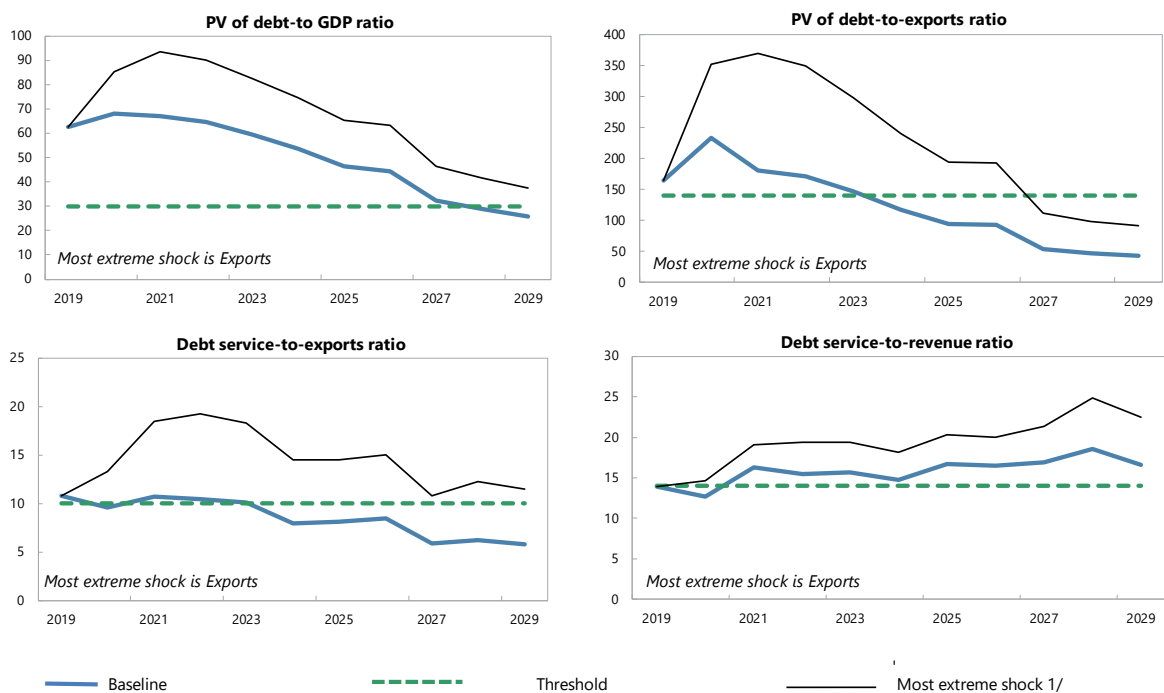 PV of debt-to GDP ratio
100
90
80
70
60
50
40
30
20
10
0
Most extreme shock is Exports
2019 2021 2023 2025 2027 2029
PV of debt-to-exports ratio
400
350
300
250
200
150
100
50
0
Most extreme shock is Exports
2019 2021 2023 2025 2027 2029
Debt service-to-exports ratio
25
20
15
10
5
0
Most extreme shock is Exports
2019 2021 2023 2025 2027 2029
Debt service-to-revenue ratio
30
25
20
15
10
5
0
Most extreme shock is Exports
2019 2021 2023 2025 2027 2029
Baseline Threshold Most extreme shock 1/